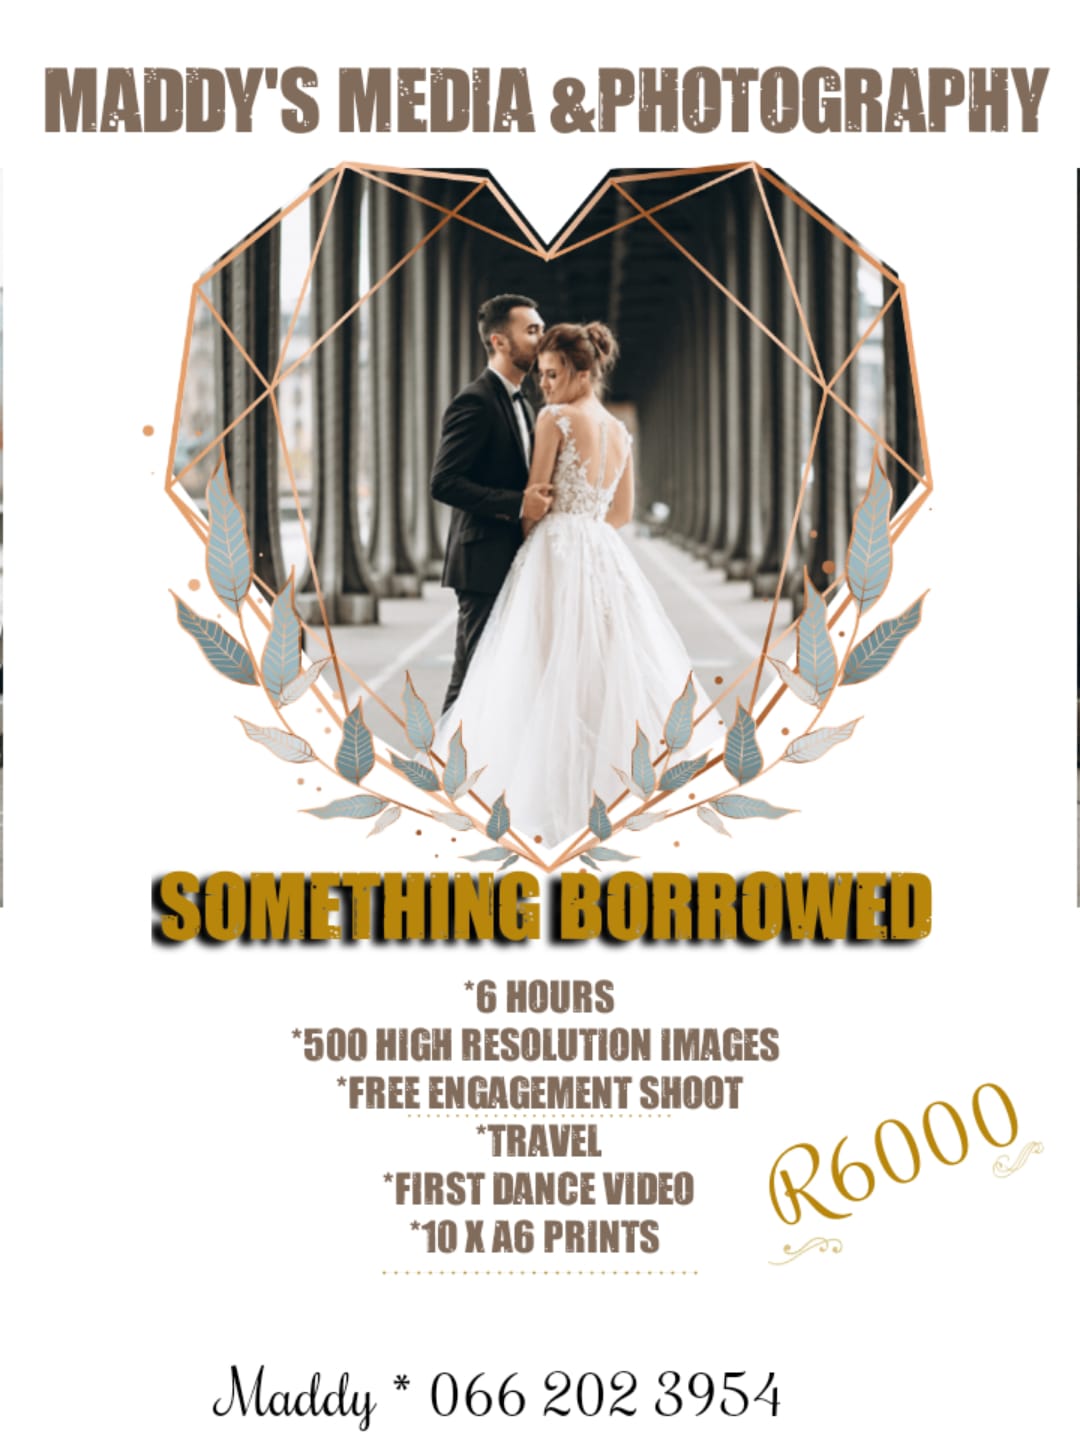 MADDY'S MEDIA &PHOTOGRAPHY
SOMETHING BORROWED
*6 HOURS
*500 HIGH RESOLUTION IMAGES
*FREE ENGAGEMENT SHOOT
*TRAVEL
*FIRST DANCE VIDEO
*10 X A6 PRINTS
R6000
Maddy * 066 202 3954